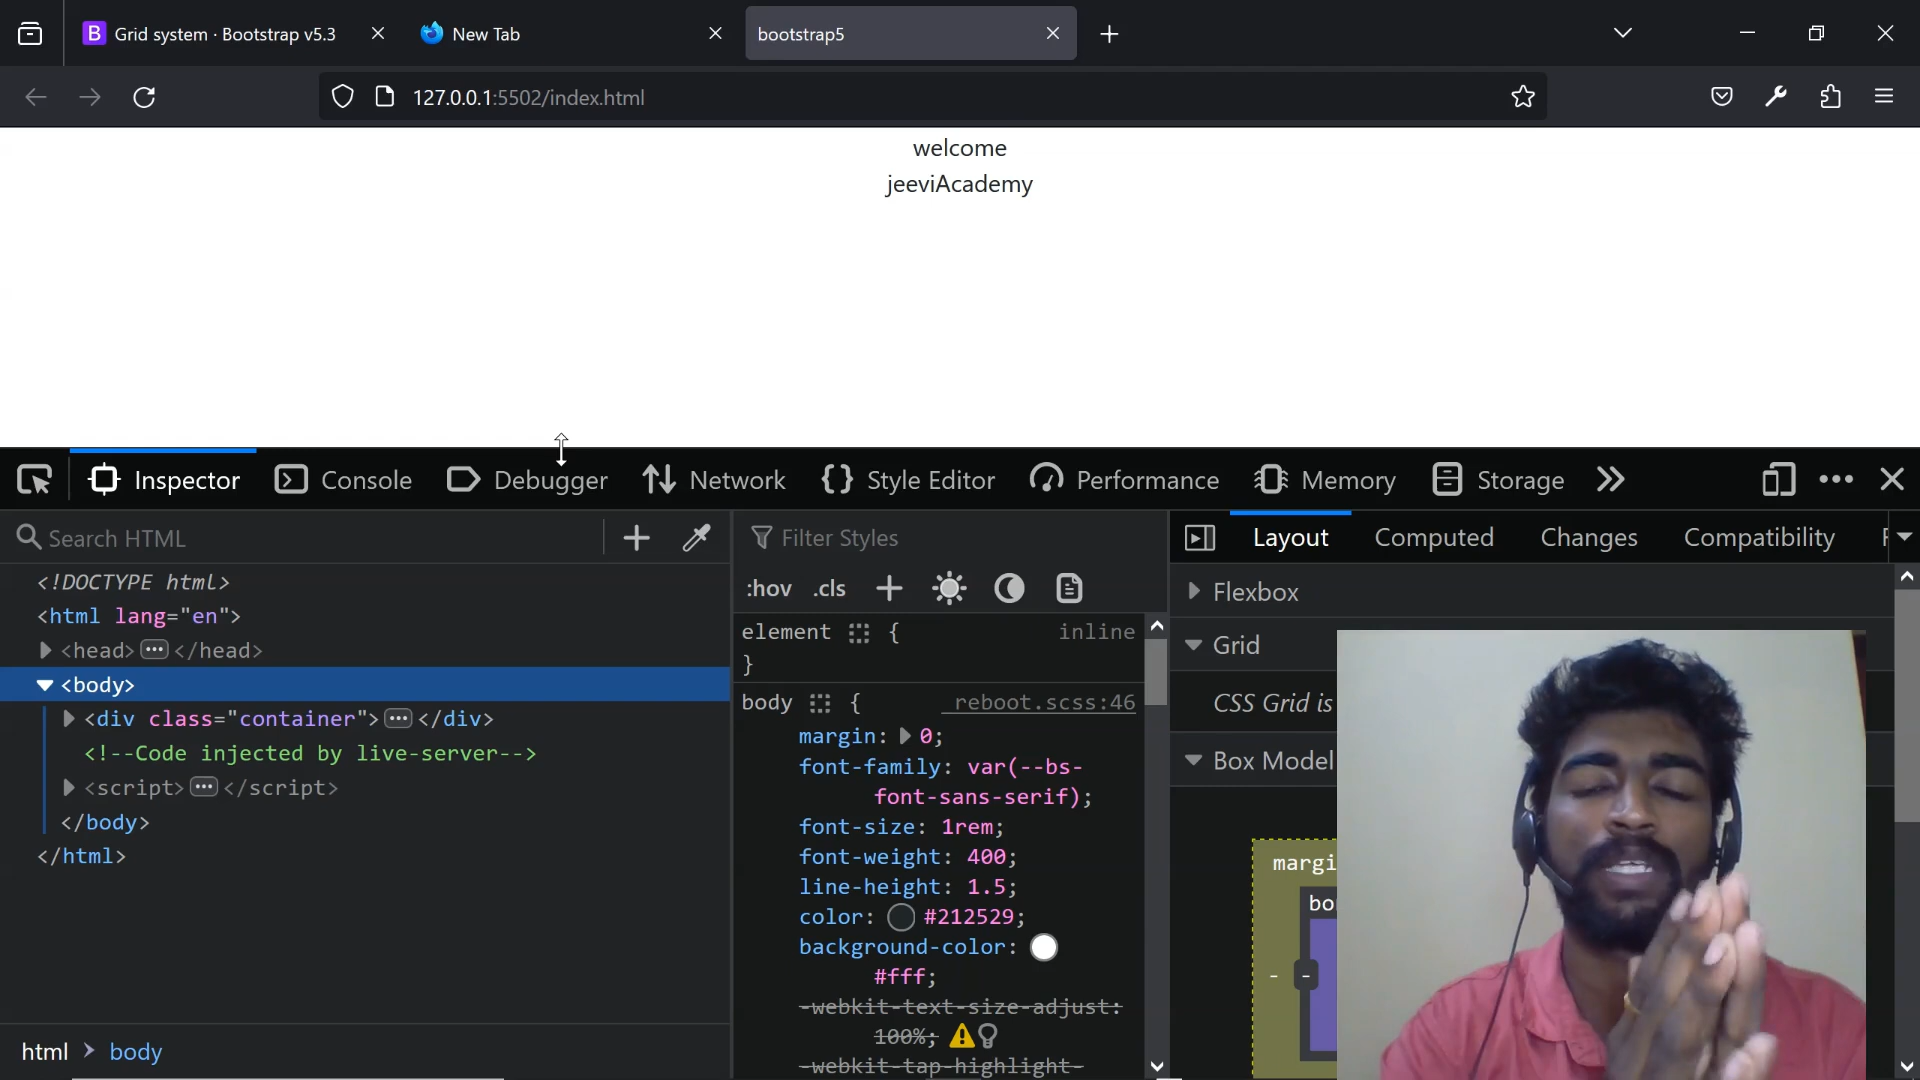 Grid system · Bootstrap v5.3
New Tab
bootstrap5
127.0.0.1:5502/index.html
welcome
jeeviAcademy
Inspector
Console
Debugger
Network
Style Editor
Performance
Memory
Storage
Search HTML
<!DOCTYPE html>
<html lang="en">
<head> ••• </head>
<body>
<div class="container"> ••• </div>
<!--Code injected by live-server-->
<script> ••• </script>
</body>
</html>
html > body
Filter Styles
:hov .cls
element { inline
}
body { reboot.scss:46
margin: 0;
font-family: var(--bs-
font-sans-serif);
font-size: 1rem;
font-weight: 400;
line-height: 1.5;
color: #212529;
background-color:
#fff;
-webkit-text-size-adjust:
100%;
-webkit-tap-highlight-
Layout
Computed
Changes
Compatibility
Flexbox
Grid
CSS Grid is
Box Model
margi
bo
-
-